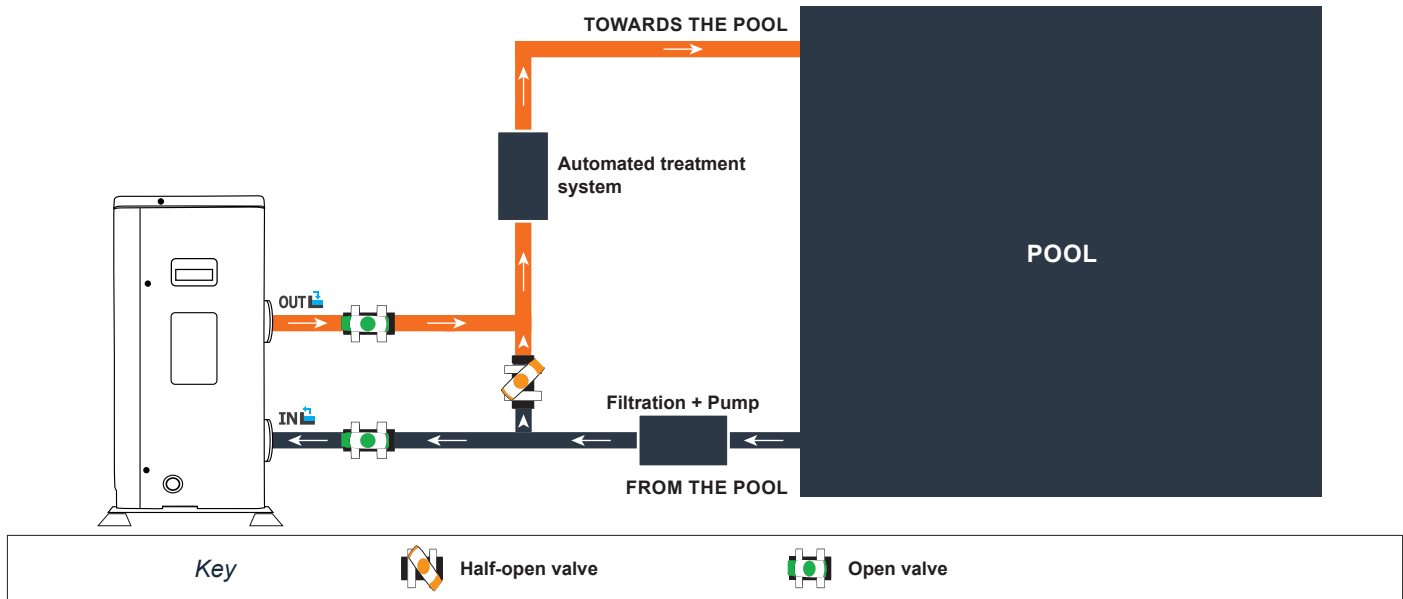 TOWARDS THE POOL
Automated treatment
system
POOL
OUT
IN
Filtration + Pump
FROM THE POOL
Key
Half-open valve
Open valve